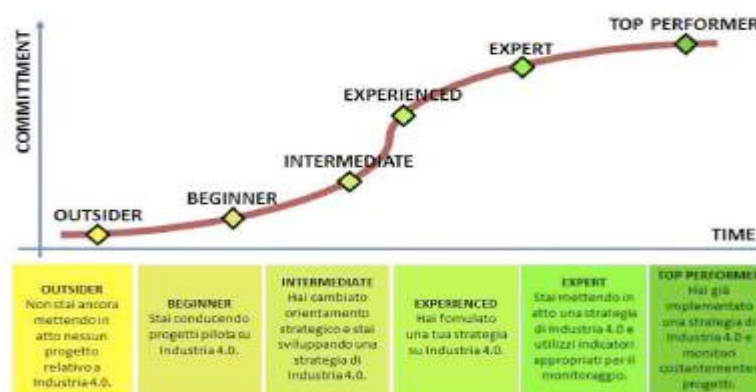 TOP PERFORMER
EXPERT
EXPERIENCED
INTERMEDIATE
BEGINNER
OUTSIDER
COMMITTMENT
TIME
OUTSIDER
Non stai ancora
mettendo in
atto nessun
progetto
relativo a
Industria 4.0.
BEGINNER
Stai conducendo
progetti pilota su
Industria 4.0.
INTERMEDIATE
Hai cambiato
orientamento
strategico e stai
sviluppando una
strategia di
Industria 4.0.
EXPERIENCED
Hai fomulato
una tua strategia
su Industria 4.0.
EXPERT
Stai mettendo in
atto una strategia
di Industria 4.0 e
utilizzi indicatori
appropriati per il
monitoraggio.
TOP PERFORMER
Hai già
implementato
una strategia di
Industria 4.0 e
monitori
costantemente i
progetti.